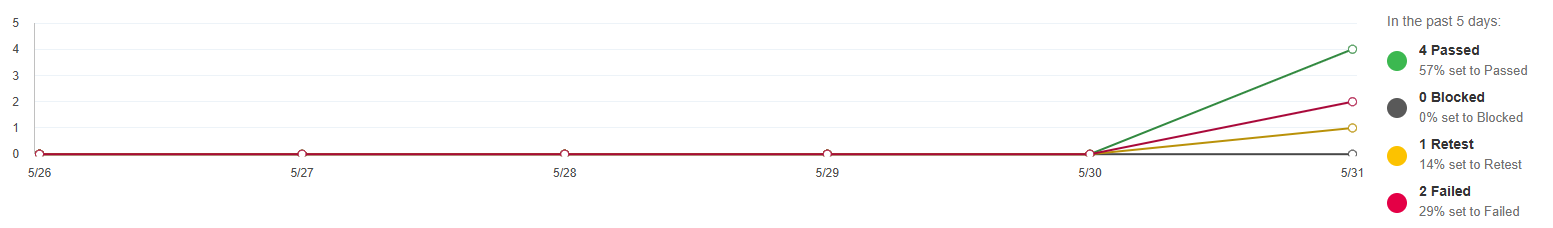 In the past 5 days:
5
4
3
2
1
0
5/26 5/27 5/28 5/29 5/30 5/31
4 Passed
57% set to Passed
0 Blocked
0% set to Blocked
1 Retest
14% set to Retest
2 Failed
29% set to Failed